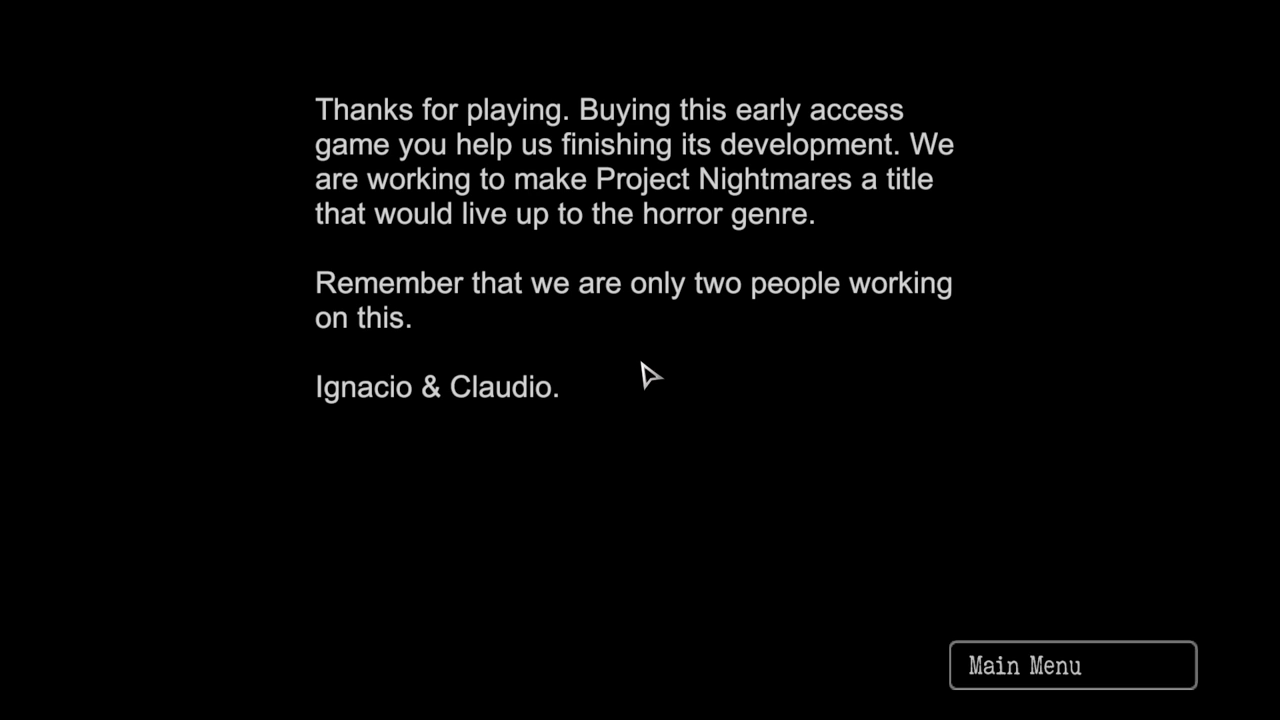 Thanks for playing. Buying this early access
game you help us finishing its development. We
are working to make Project Nightmares a title
that would live up to the horror genre.
Remember that we are only two people working
on this.
Ignacio & Claudio.
Main Menu